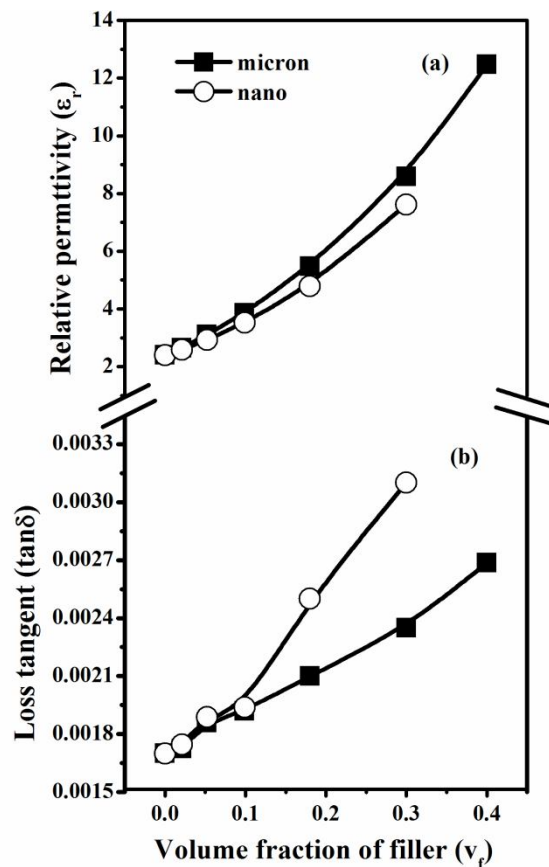 14
12
10
8
6
4
2
Relative permttivity (εr)
micron
nano
(a)
0.0033
0.0030
0.0027
0.0024
0.0021
0.0018
0.0015
Loss tangent (tanδ)
(b)
0.0 0.1 0.2 0.3 0.4
Volume fraction of filler (vf)